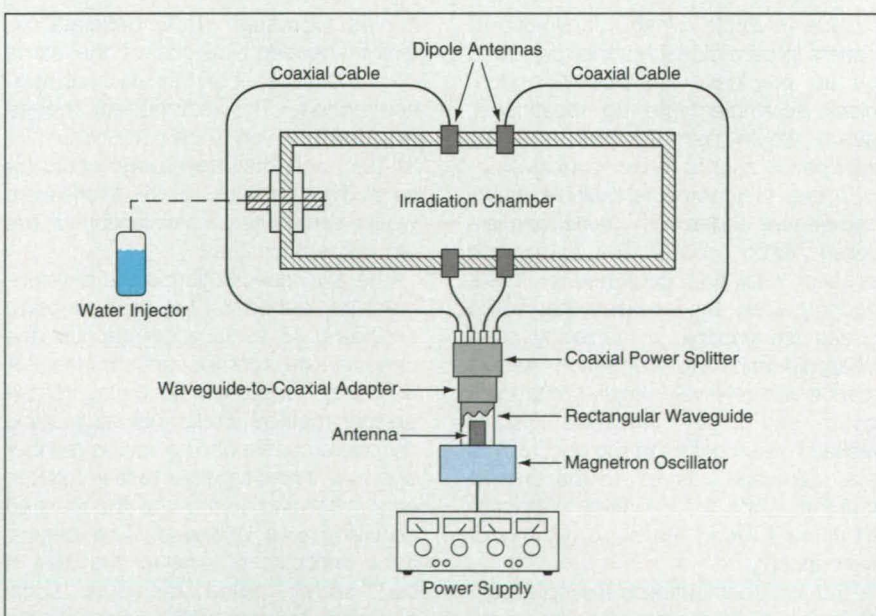 Dipole Antennas
Coaxial Cable
Coaxial Cable
Irradiation Chamber
Water Injector
Coaxial Power Splitter
Waveguide-to-Coaxial Adapter
Rectangular Waveguide
Antenna
Magnetron Oscillator
Power Supply